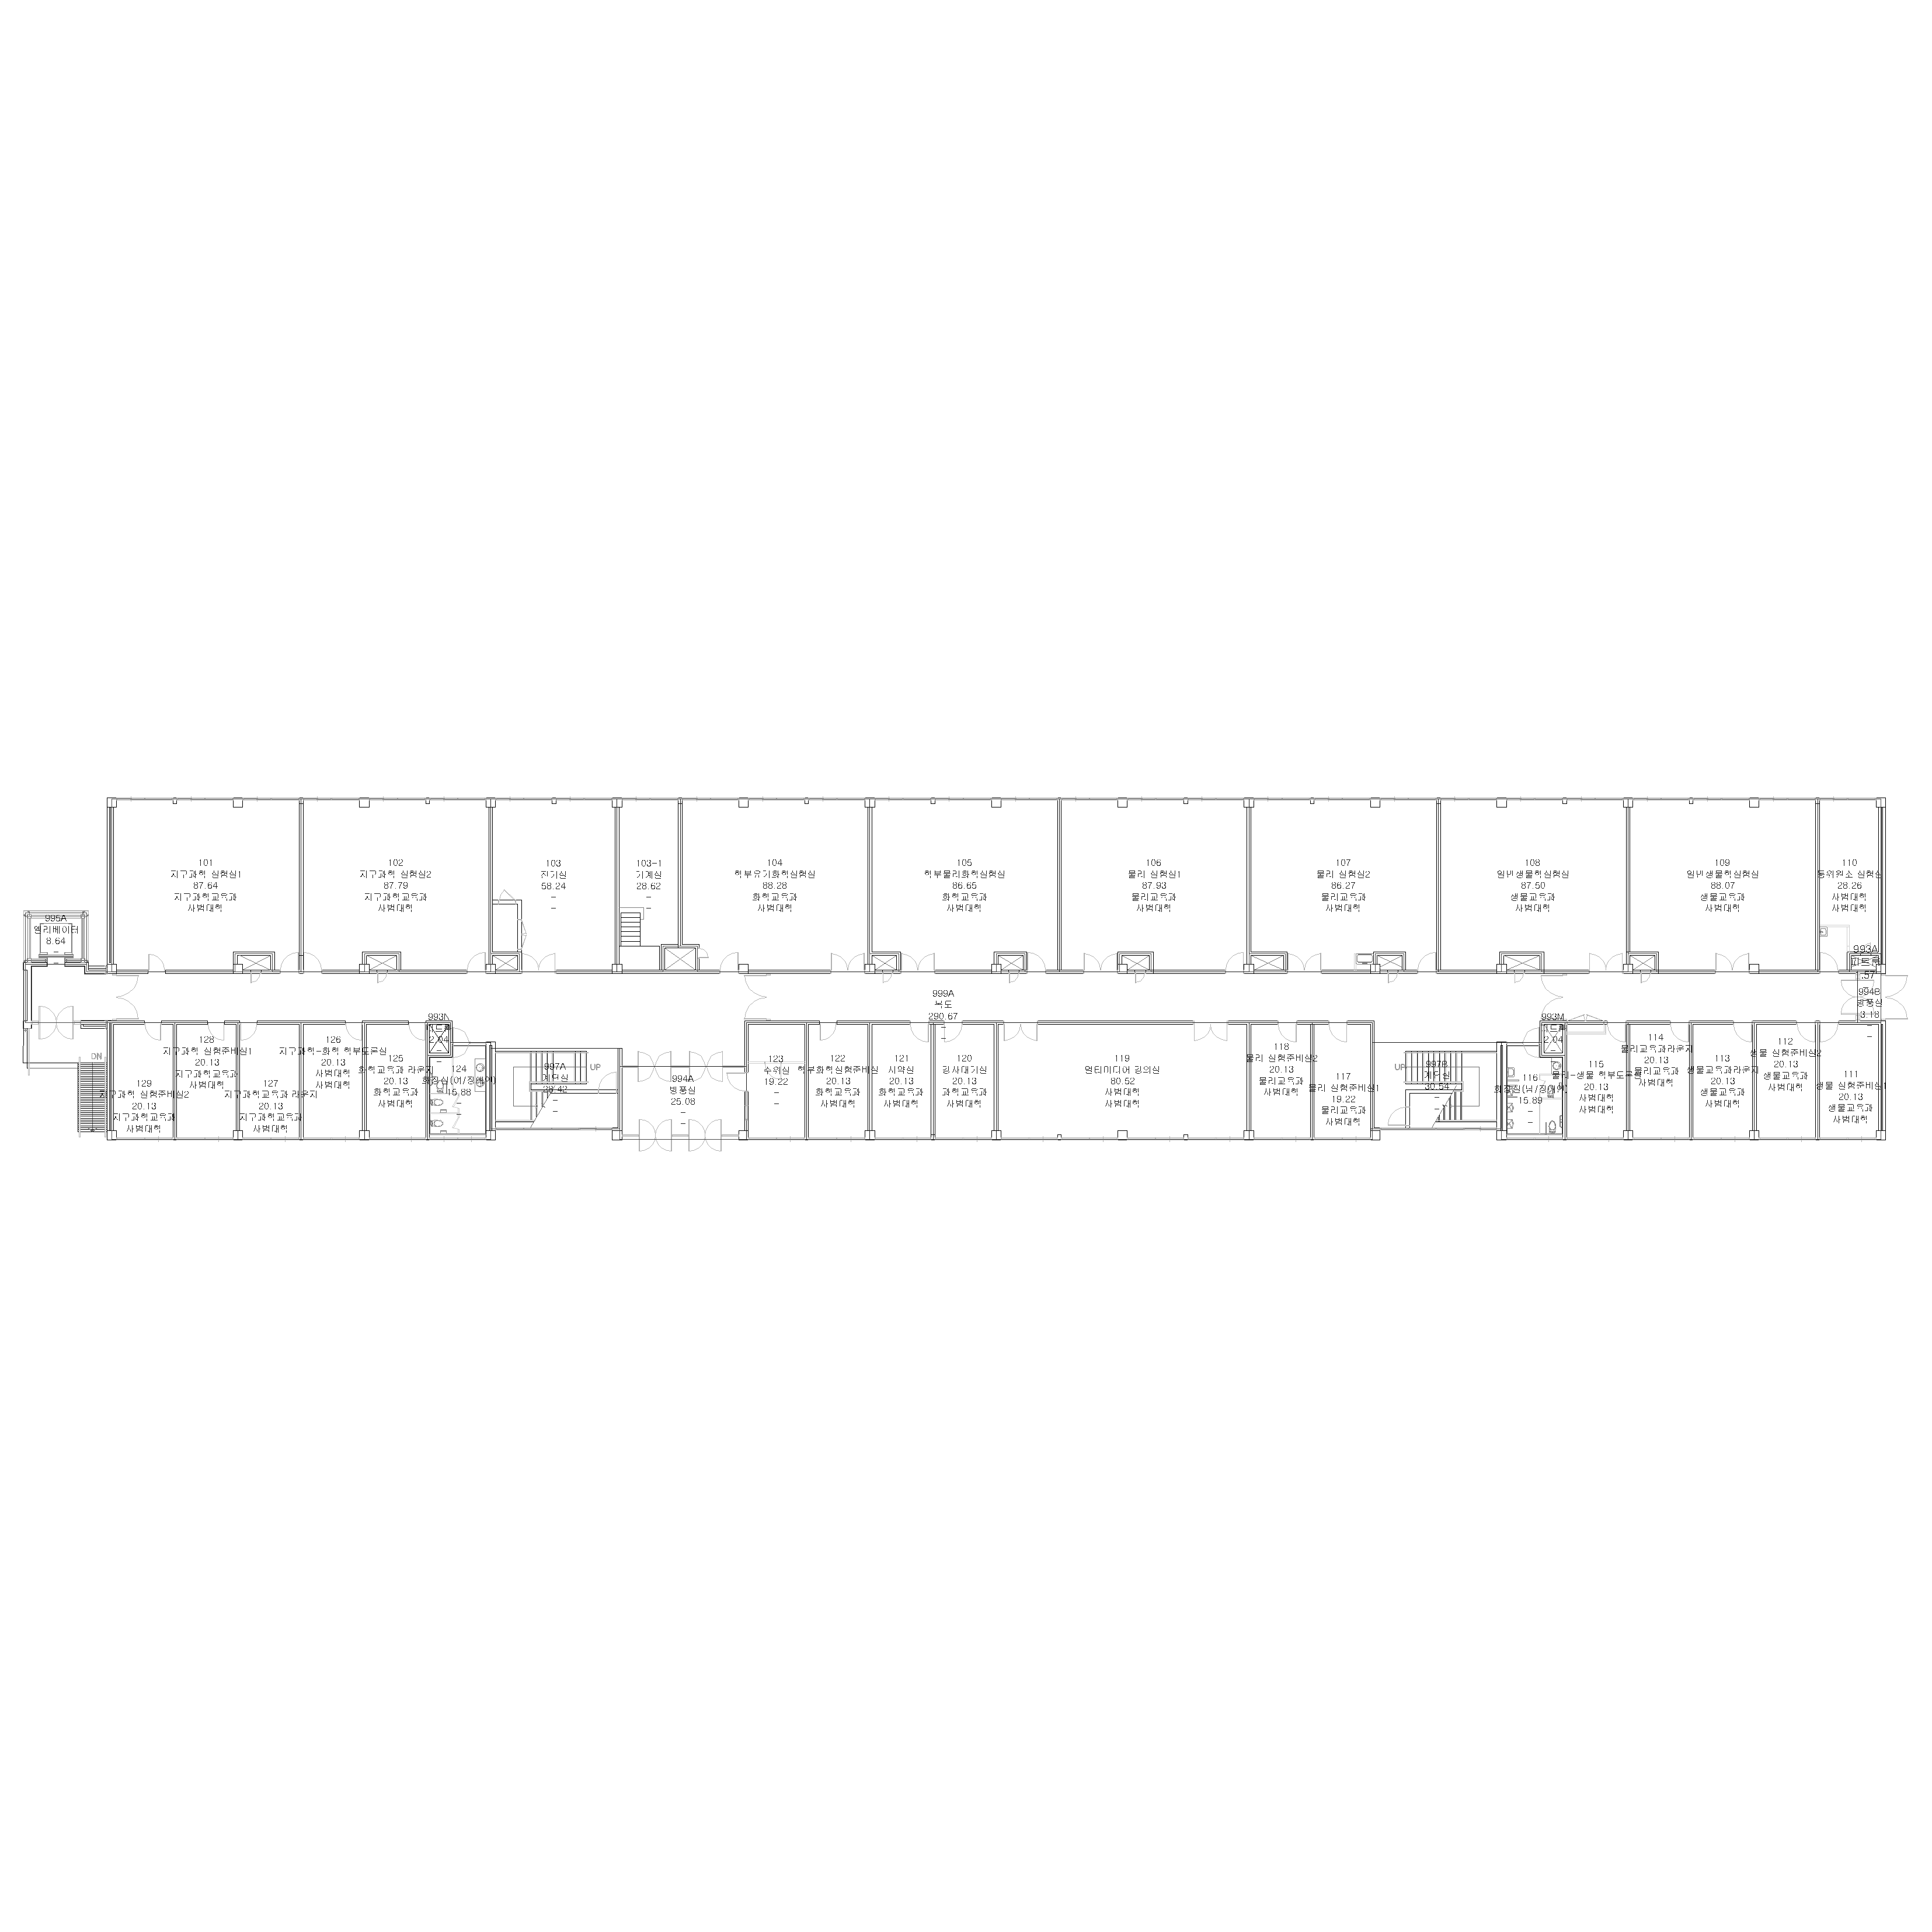 101
지구과학 실험실1
87.64
지구과학교육과
사범대학
102
지구과학 실험실2
87.79
지구과학교육과
사범대학
103
전기실
58.24
-
-
103-1
기계실
28.62
-
-
104
학부유기화학실험실
88.28
화학교육과
사범대학
105
학부물리화학실험실
86.65
화학교육과
사범대학
106
물리 실험실1
87.93
물리교육과
사범대학
107
물리 실험실2
86.27
물리교육과
사범대학
108
일반생물학실험실
87.50
생물교육과
사범대학
109
일반생물학실험실
88.07
생물교육과
사범대학
110
동위원소 실험실
28.26
사범대학
사범대학
995A
엘리베이터
8.64
-
-
993A
999A
복도
290.67
-
994B
방풍실
3.18
-
-
129
지구과학 실험준비실2
20.13
지구과학교육과
사범대학
128
지구과학 실험준비실1
20.13
지구과학교육과
사범대학
127
지구과학교육과 라운지
20.13
지구과학교육과
사범대학
126
지구과학-화학 학부토론실
20.13
사범대학
사범대학
125
화학교육과 라운지
20.13
화학교육과
사범대학
993N
2.04
-
124
화장실(여/장애여)
15.88
-
-
997A
계단실
-
-
UP
994A
방풍실
25.08
-
-
123
수위실
19.22
-
-
122
학부화학실험준비실
20.13
화학교육과
사범대학
121
시약실
20.13
화학교육과
사범대학
120
강사대기실
20.13
과학교육과
사범대학
119
멀티미디어 강의실
80.52
사범대학
사범대학
118
물리 실험준비실2
20.13
물리교육과
사범대학
117
물리 실험준비실1
19.22
물리교육과
사범대학
UP
997B
계단실
30.54
-
-
993M
2.04
116
15.89
-
-
115
물리-생물 학부토론실
20.13
사범대학
사범대학
114
물리교육과라운지
20.13
물리교육과
사범대학
113
생물교육과라운지
20.13
생물교육과
사범대학
112
생물 실험준비실2
20.13
생물교육과
사범대학
111
생물 실험준비실1
20.13
생물교육과
사범대학
DN